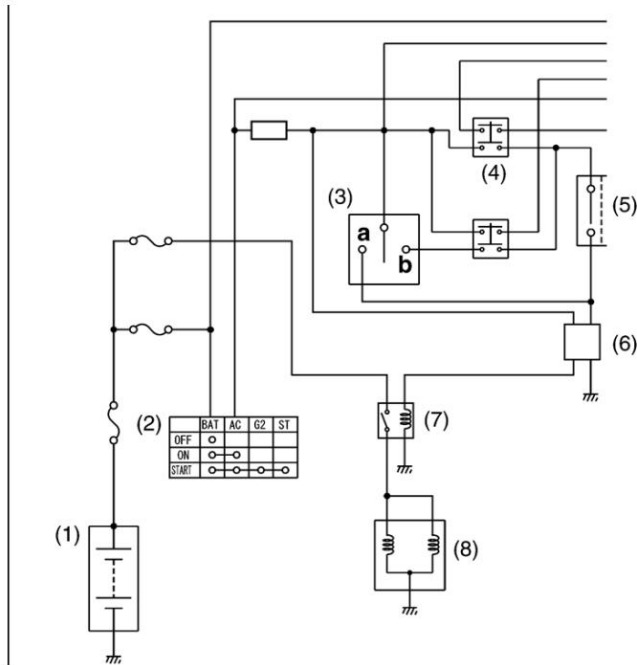 (4)
(3)
(5)
a
b
(6)
(2)
BAT AC G2 ST
OFF
ON
START
(7)
(1)
(8)